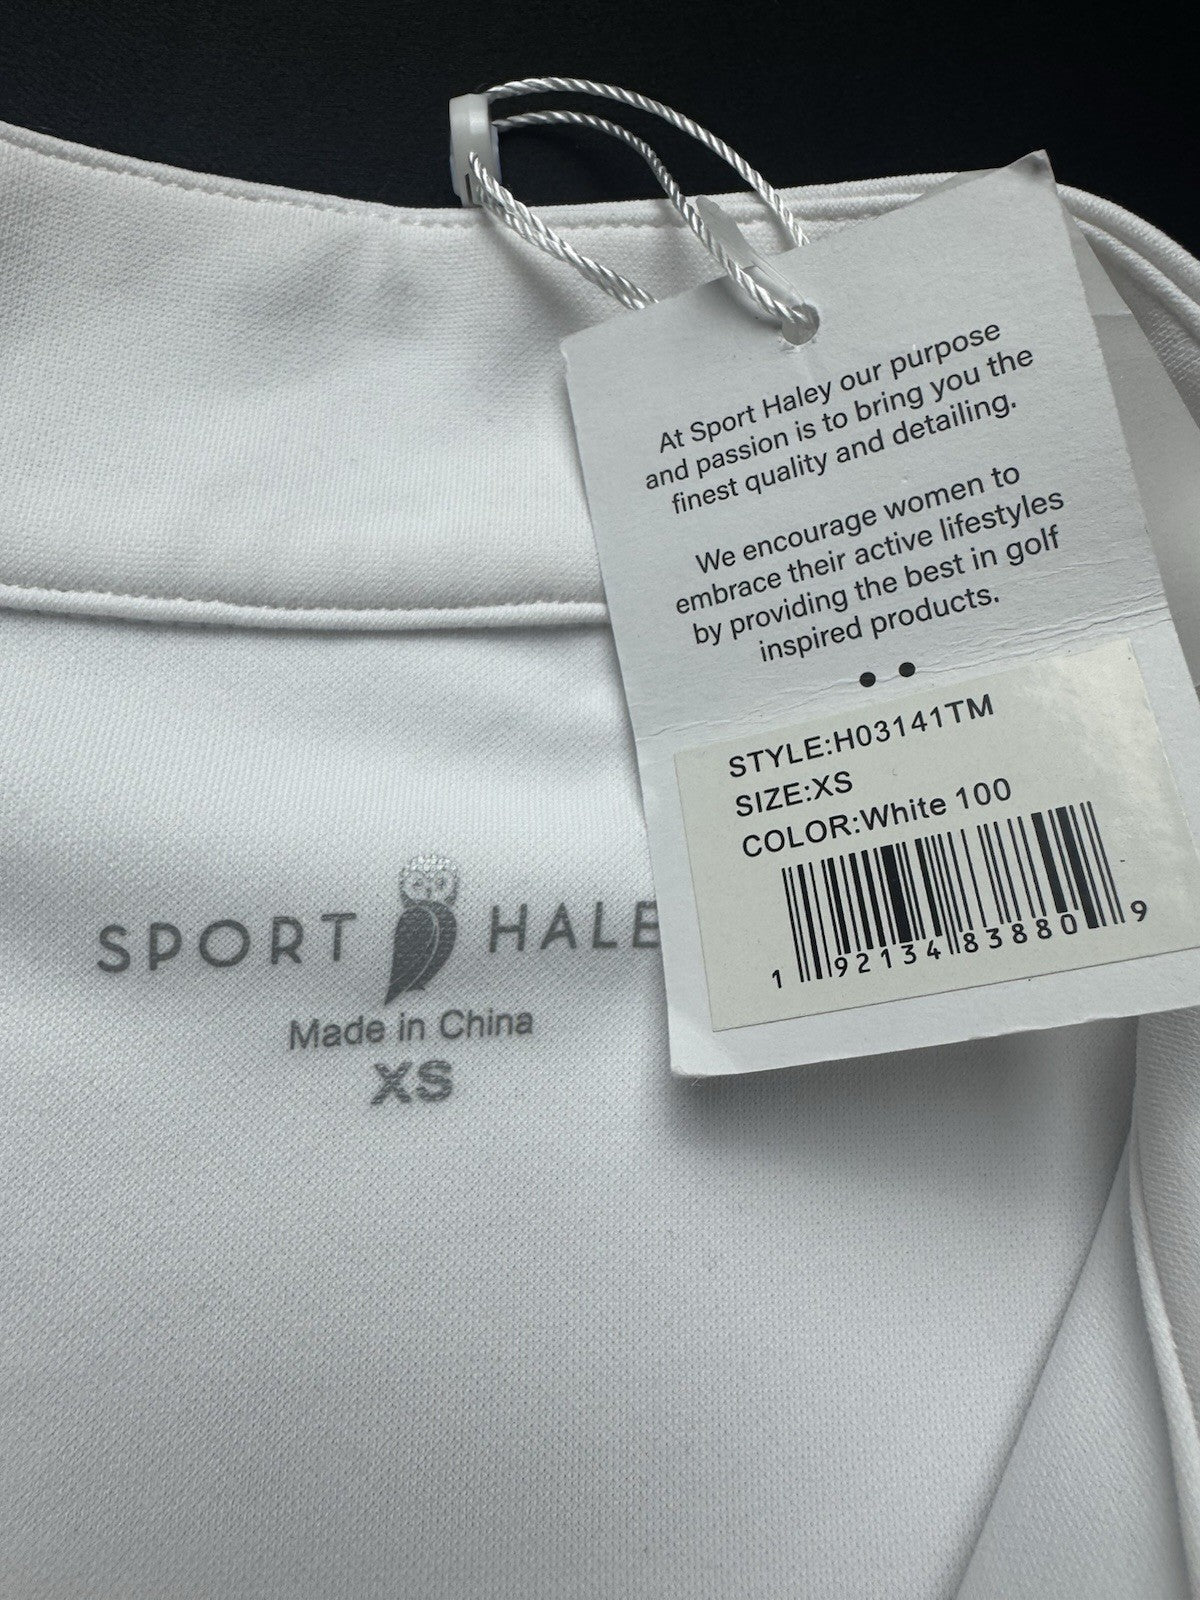 At Sport Haley our purpose
and passion is to bring you the
finest quality and detailing.
We encourage women to
embrace their active lifestyles
by providing the best in golf
inspired products.
STYLE:H03141TM
SIZE:XS
COLOR:White 100
1 92134 83880 9
SPORT HALE
Made in China
XS